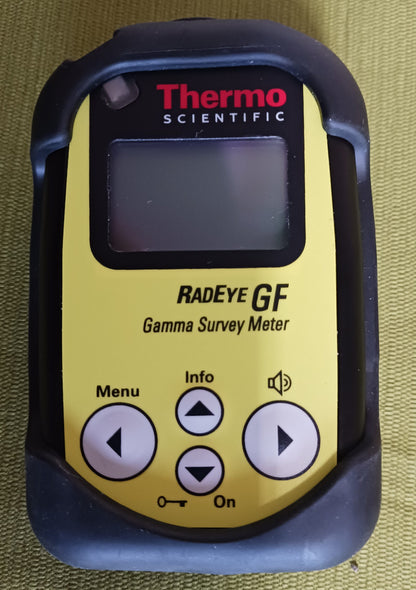 Thermo
SCIENTIFIC
RADEYE GF
Gamma Survey Meter
Info
Menu
On